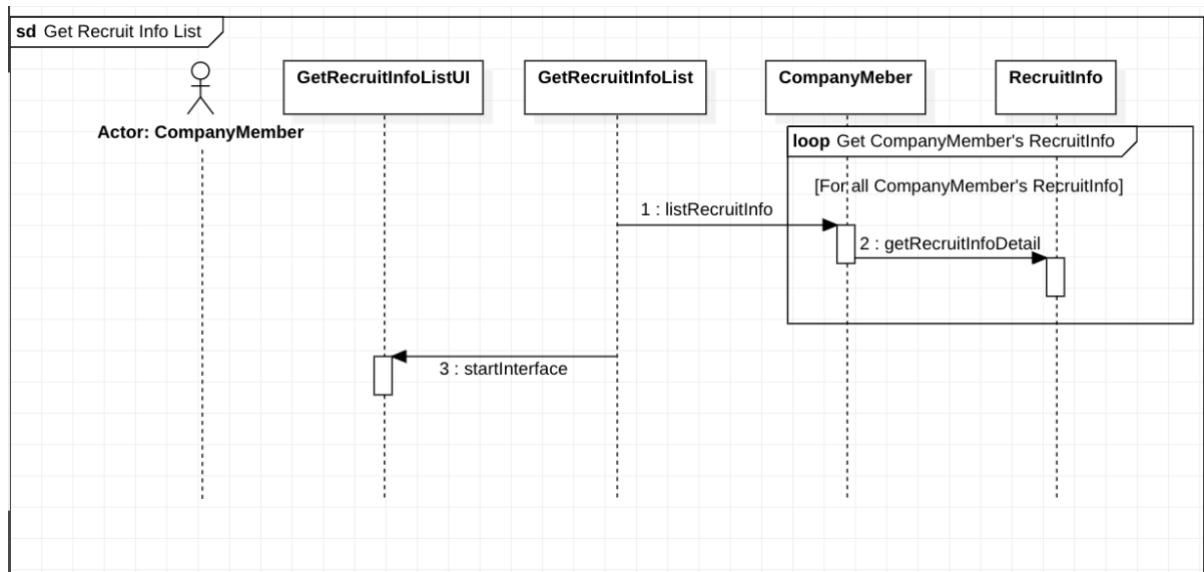 sd Get Recruit Info List
GetRecruitInfoListUI
GetRecruitInfoList
CompanyMeber
RecruitInfo
Actor: CompanyMember
loop Get CompanyMember's RecruitInfo
[For all CompanyMember's RecruitInfo]
1 : listRecruitInfo
2 : getRecruitInfoDetail
3 : startInterface